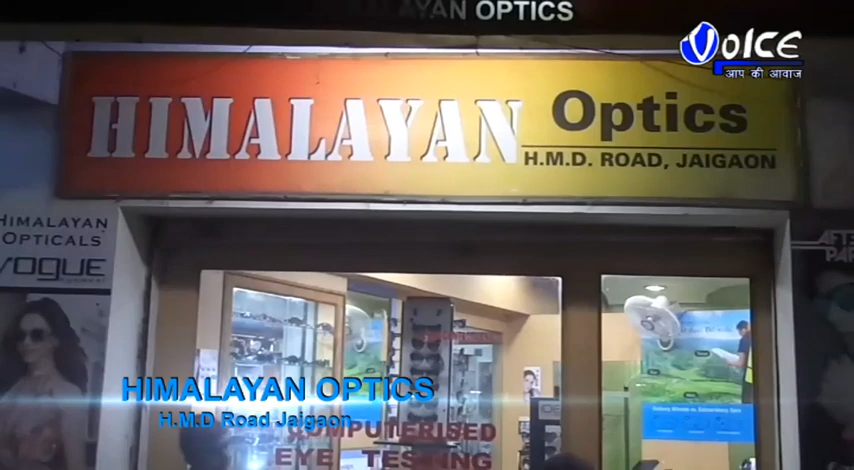 HIMALAYAN OPTICS
VOICE
आप की आवाज
HIMALAYAN Optics
H.M.D. ROAD, JAIGAON
HIMALAYAN
OPTICALS
VOGUE
HIMALAYAN OPTICS
H.M.D Road Jaigaon
COMPUTERISED
EYE TESTING